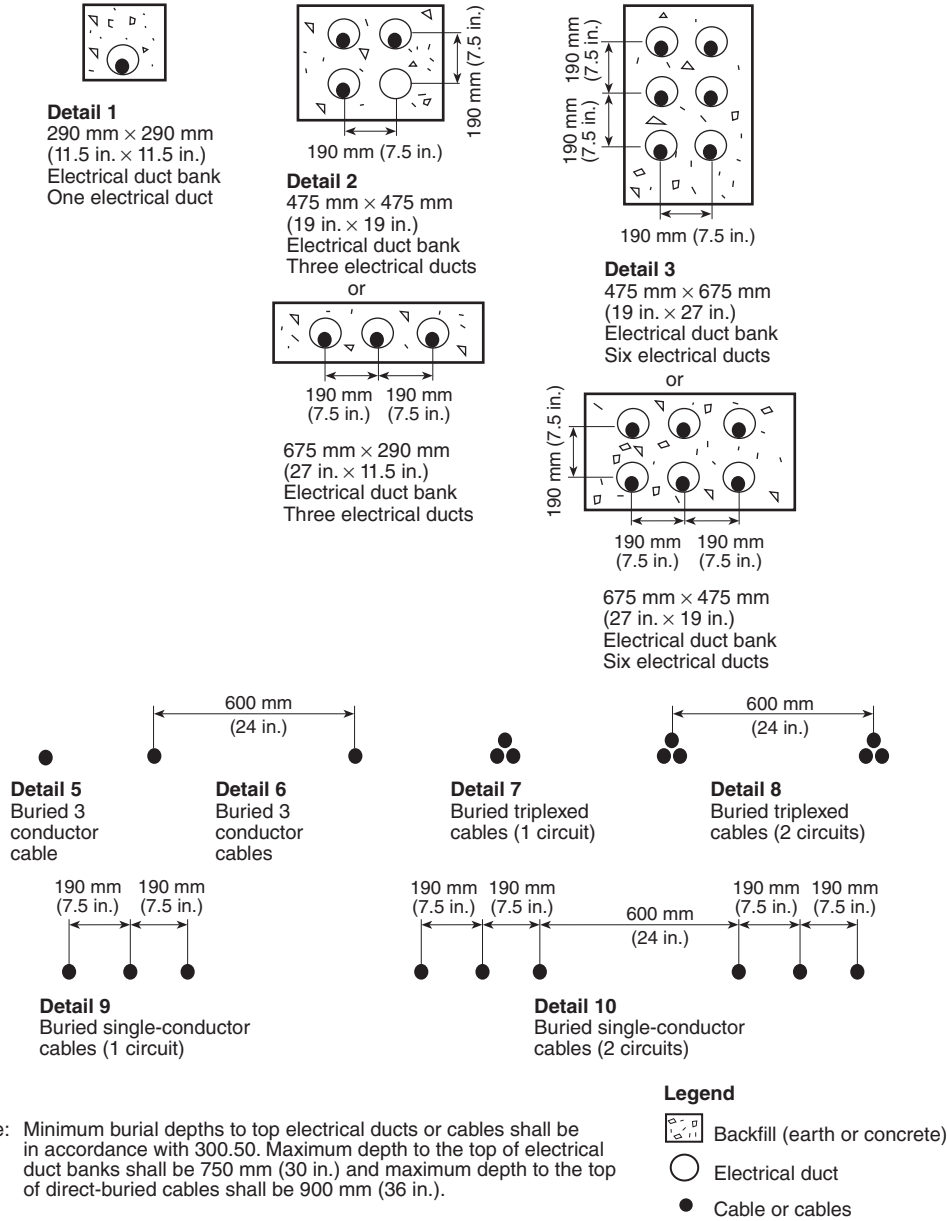 Detail 1
290 mm × 290 mm
(11.5 in. × 11.5 in.)
Electrical duct bank
One electrical duct
190 mm (7.5 in.)
190 mm (7.5 in.)
Detail 2
475 mm × 475 mm
(19 in. × 19 in.)
Electrical duct bank
Three electrical ducts
or
190 mm
(7.5 in.)
190 mm
(7.5 in.)
675 mm × 290 mm
(27 in. × 11.5 in.)
Electrical duct bank
Three electrical ducts
190 mm
(7.5 in.)
190 mm
(7.5 in.)
190 mm (7.5 in.)
Detail 3
475 mm × 675 mm
(19 in. × 27 in.)
Electrical duct bank
Six electrical ducts
or
190 mm (7.5 in.)
190 mm
(7.5 in.)
190 mm
(7.5 in.)
675 mm × 475 mm
(27 in. × 19 in.)
Electrical duct bank
Six electrical ducts
Detail 5
Buried 3
conductor
cable
600 mm
(24 in.)
Detail 6
Buried 3
conductor
cables
Detail 7
Buried triplexed
cables (1 circuit)
600 mm
(24 in.)
Detail 8
Buried triplexed
cables (2 circuits)
190 mm
(7.5 in.)
190 mm
(7.5 in.)
Detail 9
Buried single-conductor
cables (1 circuit)
190 mm
(7.5 in.)
190 mm
(7.5 in.)
600 mm
(24 in.)
190 mm
(7.5 in.)
190 mm
(7.5 in.)
Detail 10
Buried single-conductor
cables (2 circuits)
e: Minimum burial depths to top electrical ducts or cables shall be
in accordance with 300.50. Maximum depth to the top of electrical
duct banks shall be 750 mm (30 in.) and maximum depth to the top
of direct-buried cables shall be 900 mm (36 in.).
Legend
Backfill (earth or concrete)
Electrical duct
Cable or cables